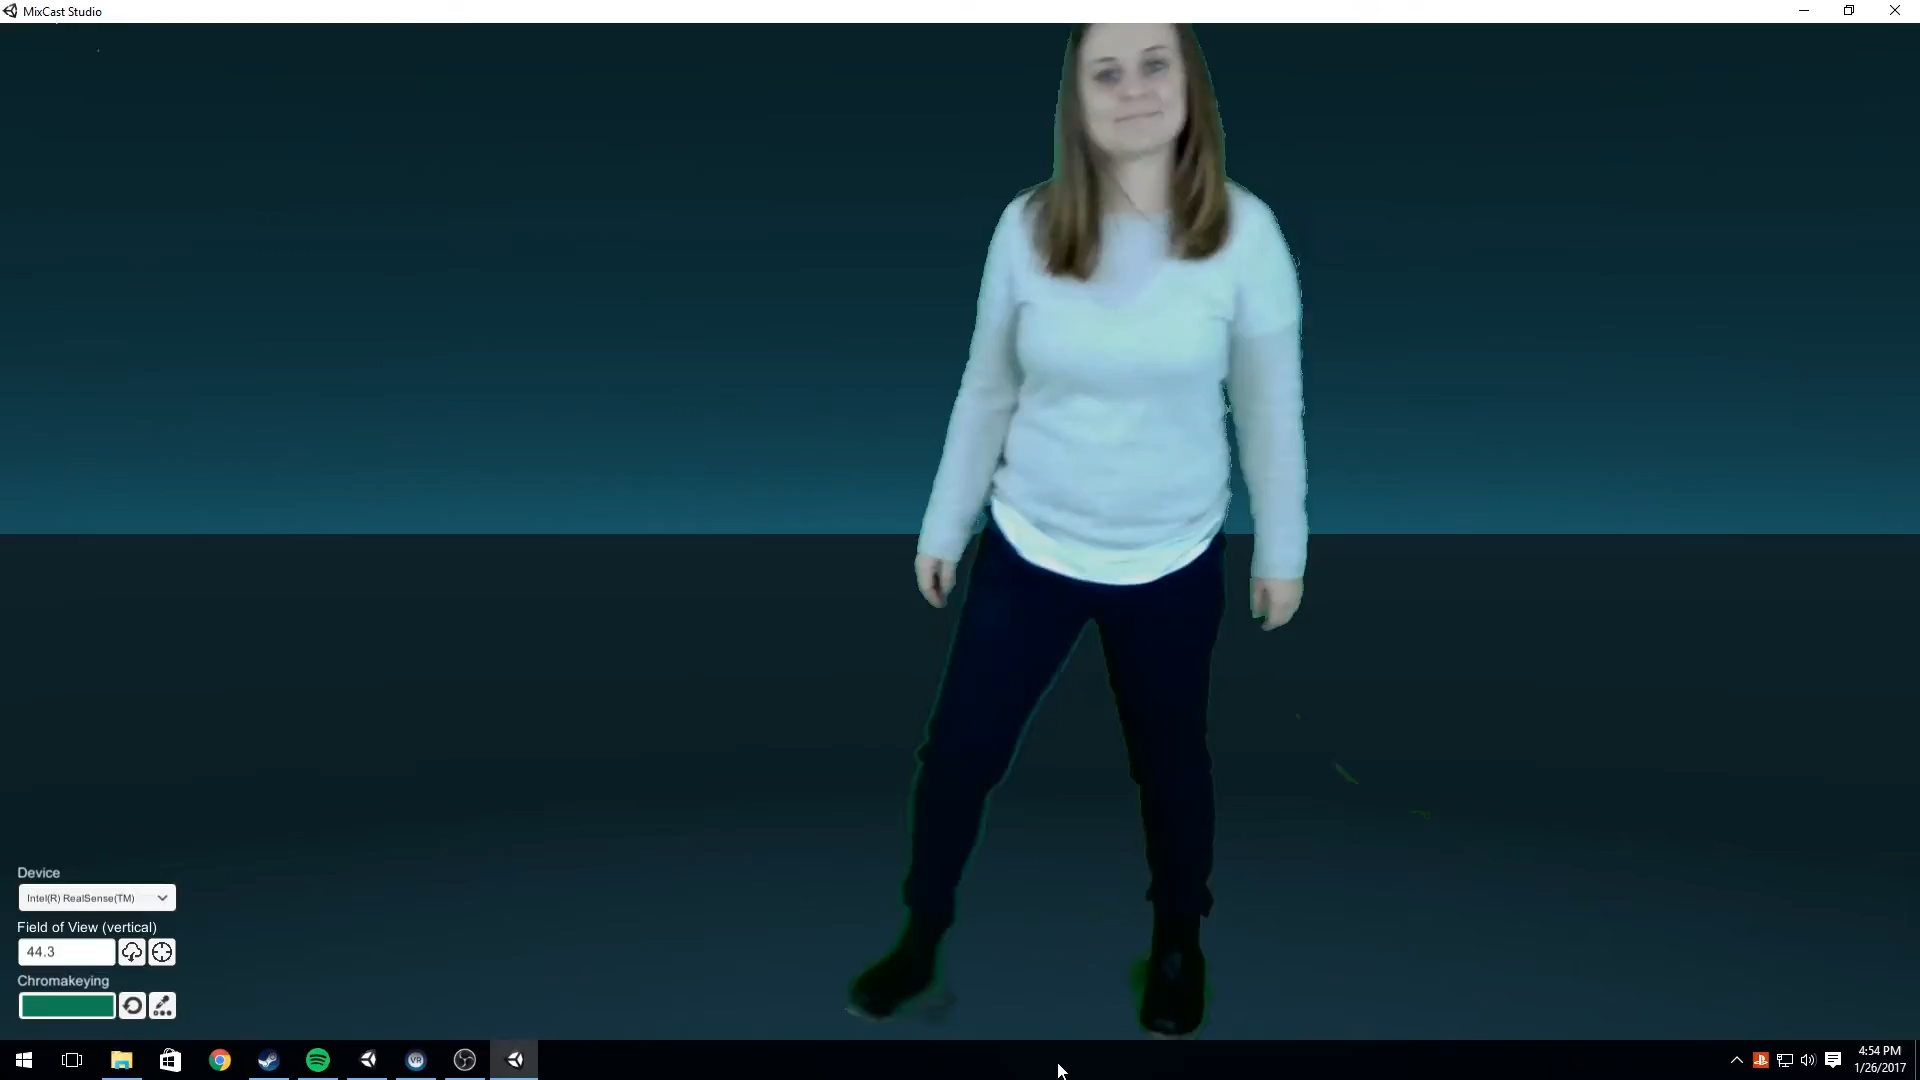 MixCast Studio
Device
Intel(R) RealSense(TM)
Field of View (vertical)
44.3
Chromakeying
VR
4:54 PM
1/26/2017